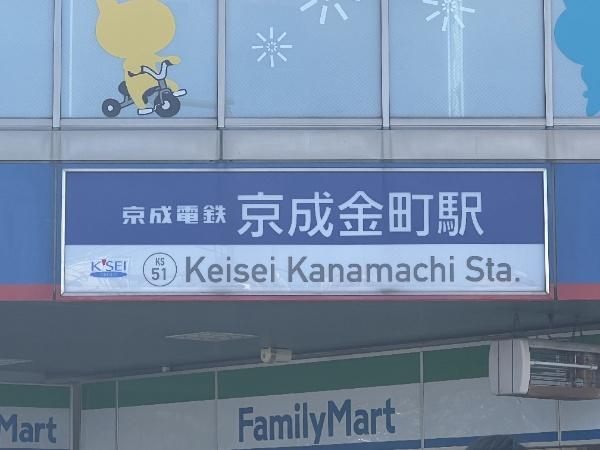 京成電鉄 京成金町駅
K'SEI KS 51 Keisei Kanamachi Sta.
Mart
FamilyMart